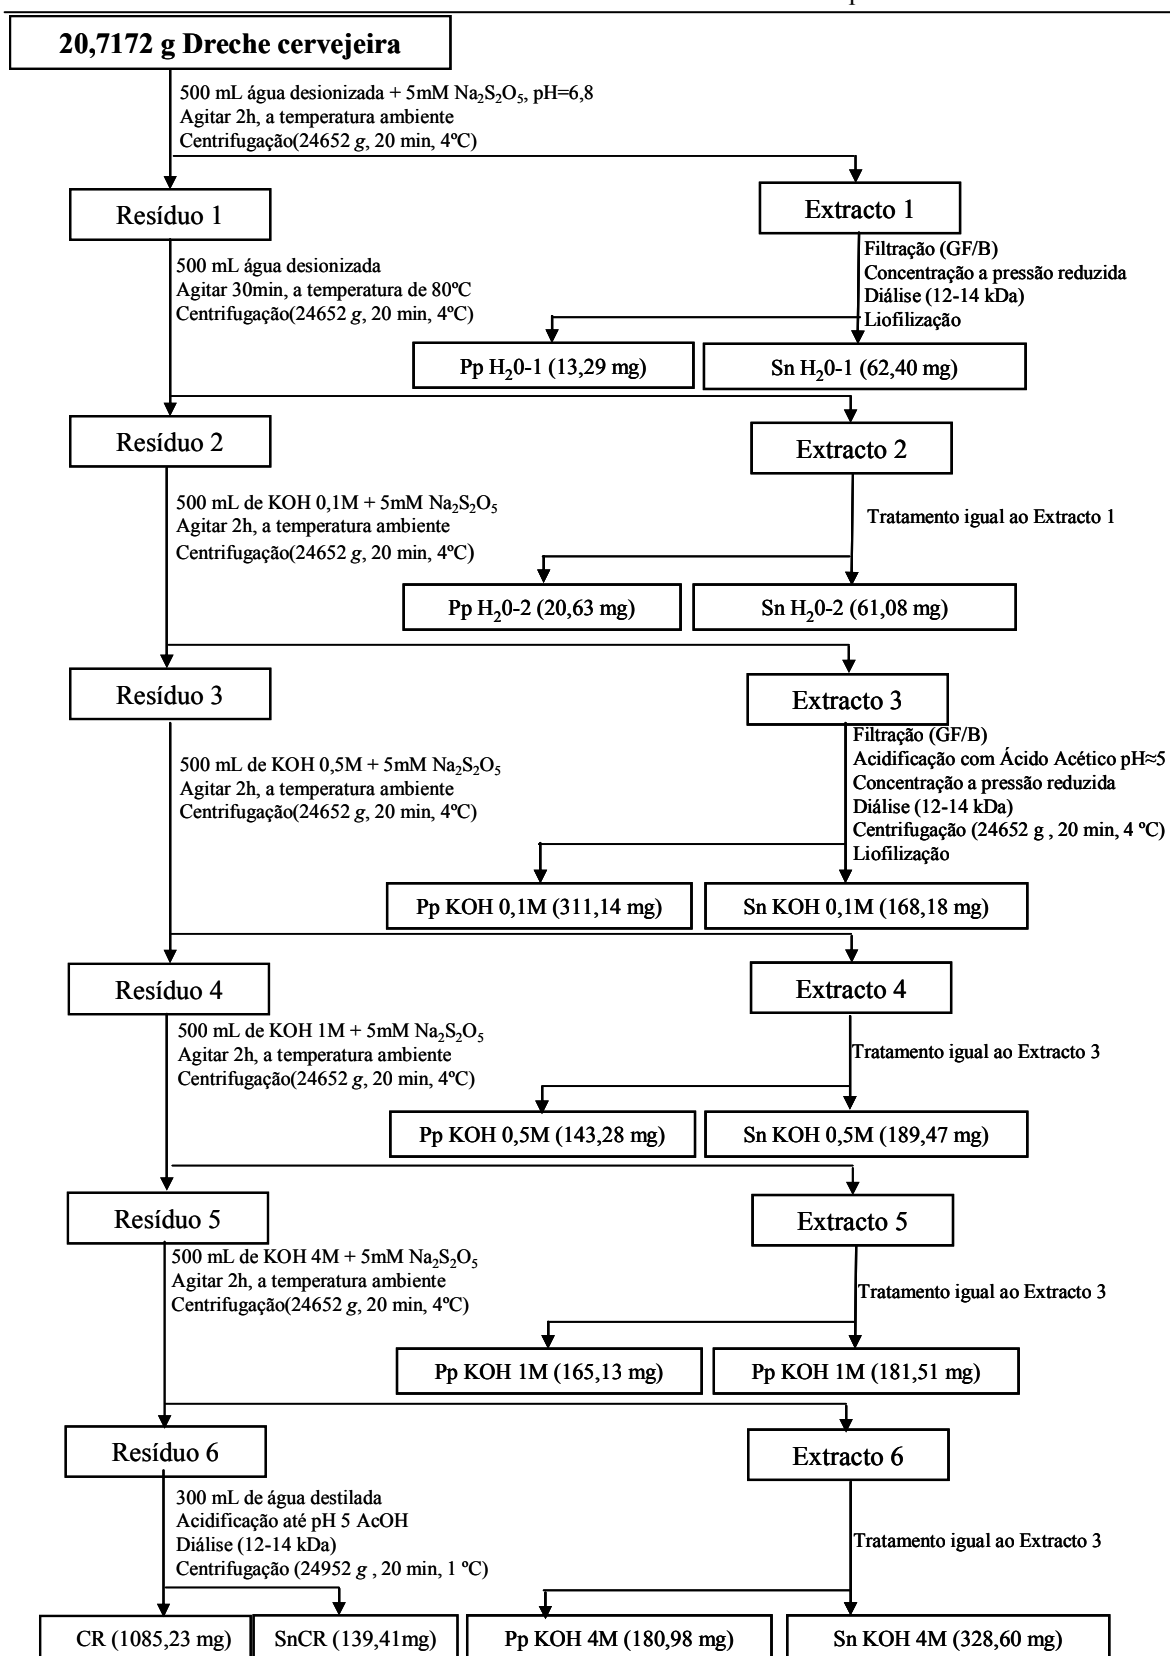 20,7172 g Dreche cervejeira
500 mL água desionizada + 5mM Na₂S₂O₅, pH=6,8
Agitar 2h, a temperatura ambiente
Centrifugação(24652 g, 20 min, 4ºC)
Resíduo 1
Extracto 1
500 mL água desionizada
Agitar 30min, a temperatura de 80ºC
Centrifugação(24652 g, 20 min, 4ºC)
Filtração (GF/B)
Concentração a pressão reduzida
Diálise (12-14 kDa)
Liofilização
Pp H₂0-1 (13,29 mg)
Sn H₂0-1 (62,40 mg)
Resíduo 2
Extracto 2
500 mL de KOH 0,1M + 5mM Na₂S₂O₅
Agitar 2h, a temperatura ambiente
Centrifugação(24652 g, 20 min, 4ºC)
Tratamento igual ao Extracto 1
Pp H₂0-2 (20,63 mg)
Sn H₂0-2 (61,08 mg)
Resíduo 3
Extracto 3
500 mL de KOH 0,5M + 5mM Na₂S₂O₅
Agitar 2h, a temperatura ambiente
Centrifugação(24652 g, 20 min, 4ºC)
Filtração (GF/B)
Acidificação com Ácido Acético pH≈5
Concentração a pressão reduzida
Diálise (12-14 kDa)
Centrifugação (24652 g , 20 min, 4 ºC)
Liofilização
Pp KOH 0,1M (311,14 mg)
Sn KOH 0,1M (168,18 mg)
Resíduo 4
Extracto 4
500 mL de KOH 1M + 5mM Na₂S₂O₅
Agitar 2h, a temperatura ambiente
Centrifugação(24652 g, 20 min, 4ºC)
Tratamento igual ao Extracto 3
Pp KOH 0,5M (143,28 mg)
Sn KOH 0,5M (189,47 mg)
Resíduo 5
Extracto 5
500 mL de KOH 4M + 5mM Na₂S₂O₅
Agitar 2h, a temperatura ambiente
Centrifugação(24652 g, 20 min, 4ºC)
Tratamento igual ao Extracto 3
Pp KOH 1M (165,13 mg)
Pp KOH 1M (181,51 mg)
Resíduo 6
Extracto 6
300 mL de água destilada
Acidificação até pH 5 AcOH
Diálise (12-14 kDa)
Centrifugação (24952 g , 20 min, 1 ºC)
Tratamento igual ao Extracto 3
CR (1085,23 mg)
SnCR (139,41mg)
Pp KOH 4M (180,98 mg)
Sn KOH 4M (328,60 mg)